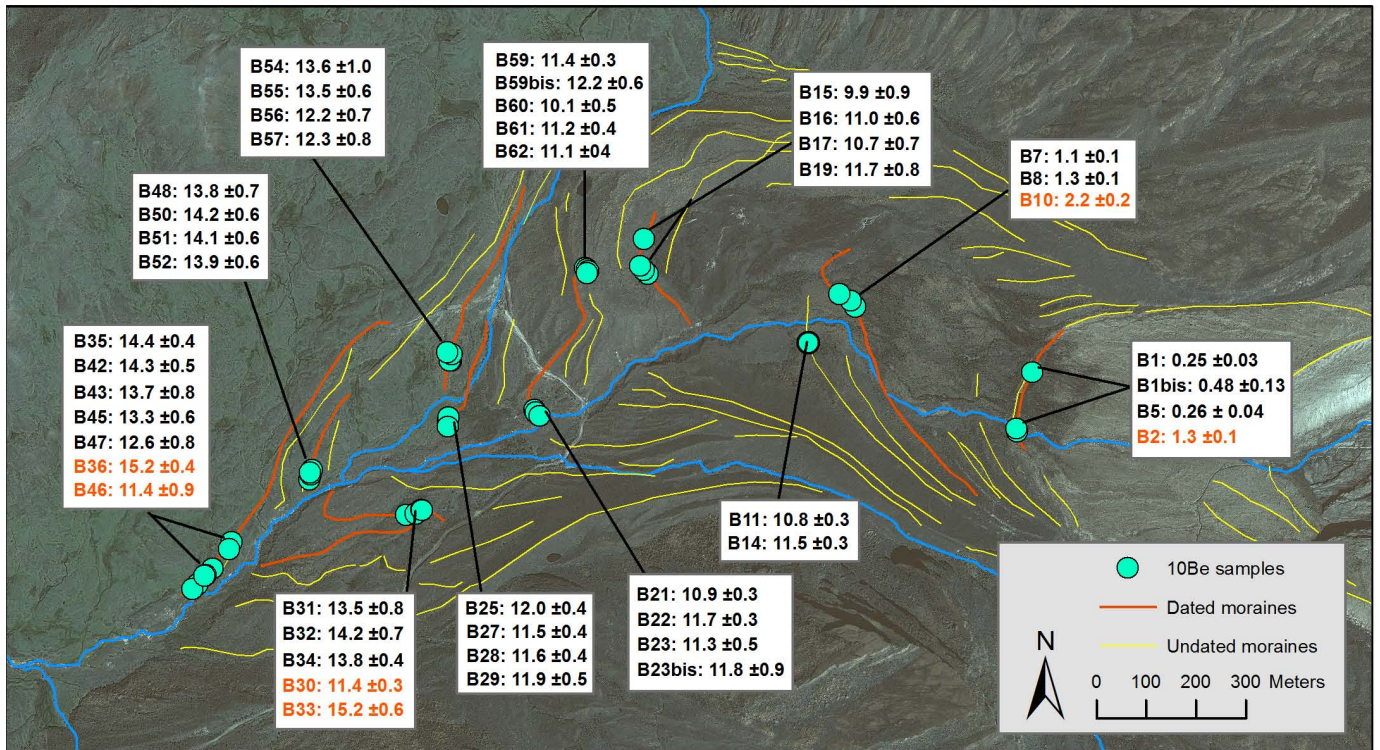 B54: 13.6 ±1.0
B55: 13.5 ±0.6
B56: 12.2 ±0.7
B57: 12.3 ±0.8
B59: 11.4 ±0.3
B59bis: 12.2 ±0.6
B60: 10.1 ±0.5
B61: 11.2 ±0.4
B62: 11.1 ±04
B15: 9.9 ±0.9
B16: 11.0 ±0.6
B17: 10.7 ±0.7
B19: 11.7 ±0.8
B7: 1.1 ±0.1
B8: 1.3 ±0.1
B10: 2.2 ±0.2
B48: 13.8 ±0.7
B50: 14.2 ±0.6
B51: 14.1 ±0.6
B52: 13.9 ±0.6
B35: 14.4 ±0.4
B42: 14.3 ±0.5
B43: 13.7 ±0.8
B45: 13.3 ±0.6
B47: 12.6 ±0.8
B36: 15.2 ±0.4
B46: 11.4 ±0.9
B1: 0.25 ±0.03
B1bis: 0.48 ±0.13
B5: 0.26 ± 0.04
B2: 1.3 ±0.1
B11: 10.8 ±0.3
B14: 11.5 ±0.3
B31: 13.5 ±0.8
B32: 14.2 ±0.7
B34: 13.8 ±0.4
B30: 11.4 ±0.3
B33: 15.2 ±0.6
B25: 12.0 ±0.4
B27: 11.5 ±0.4
B28: 11.6 ±0.4
B29: 11.9 ±0.5
B21: 10.9 ±0.3
B22: 11.7 ±0.3
B23: 11.3 ±0.5
B23bis: 11.8 ±0.9
10Be samples
Dated moraines
Undated moraines
N
0 100 200 300 Meters